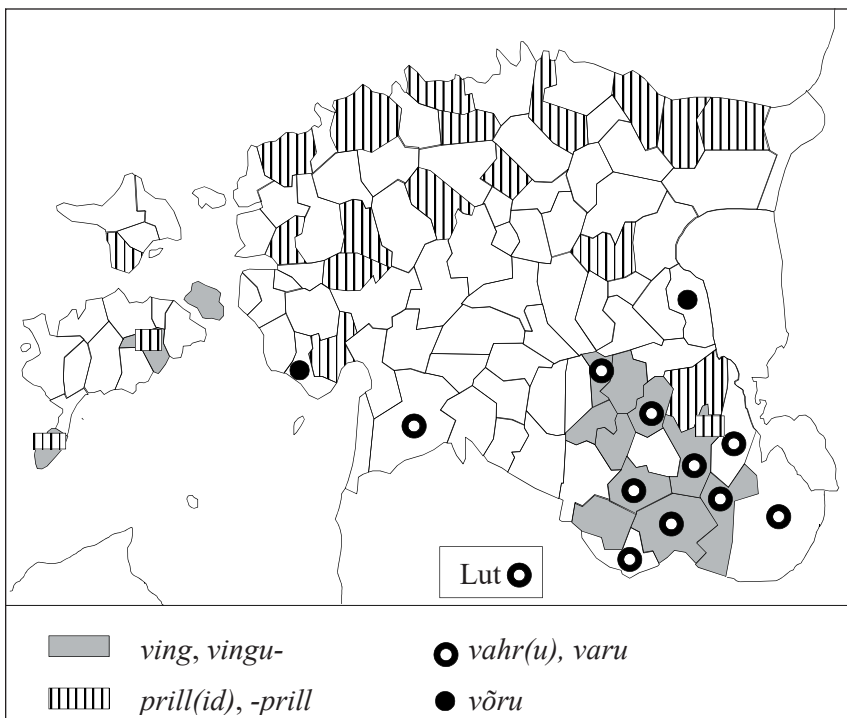 Lut
ving, vingu-
vahr(u), varu
prill(id), -prill
võru